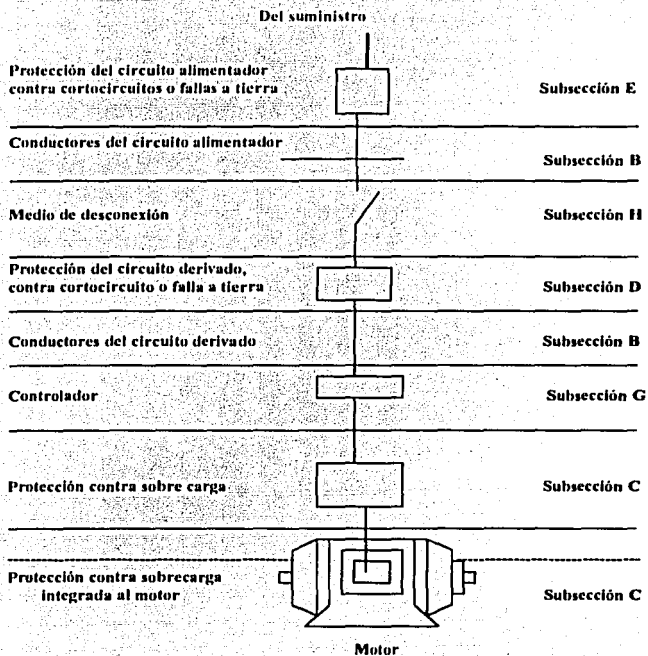 Del suministro
Protección del circuito alimentador
contra cortocircuitos o fallas a tierra
Subsección E
Conductores del circuito alimentador
Subsección B
Medio de desconexión
Subsección H
Protección del circuito derivado,
contra cortocircuito o falla a tierra
Subsección D
Conductores del circuito derivado
Subsección B
Controlador
Subsección G
Protección contra sobre carga
Subsección C
Protección contra sobrecarga
integrada al motor
Subsección C
Motor